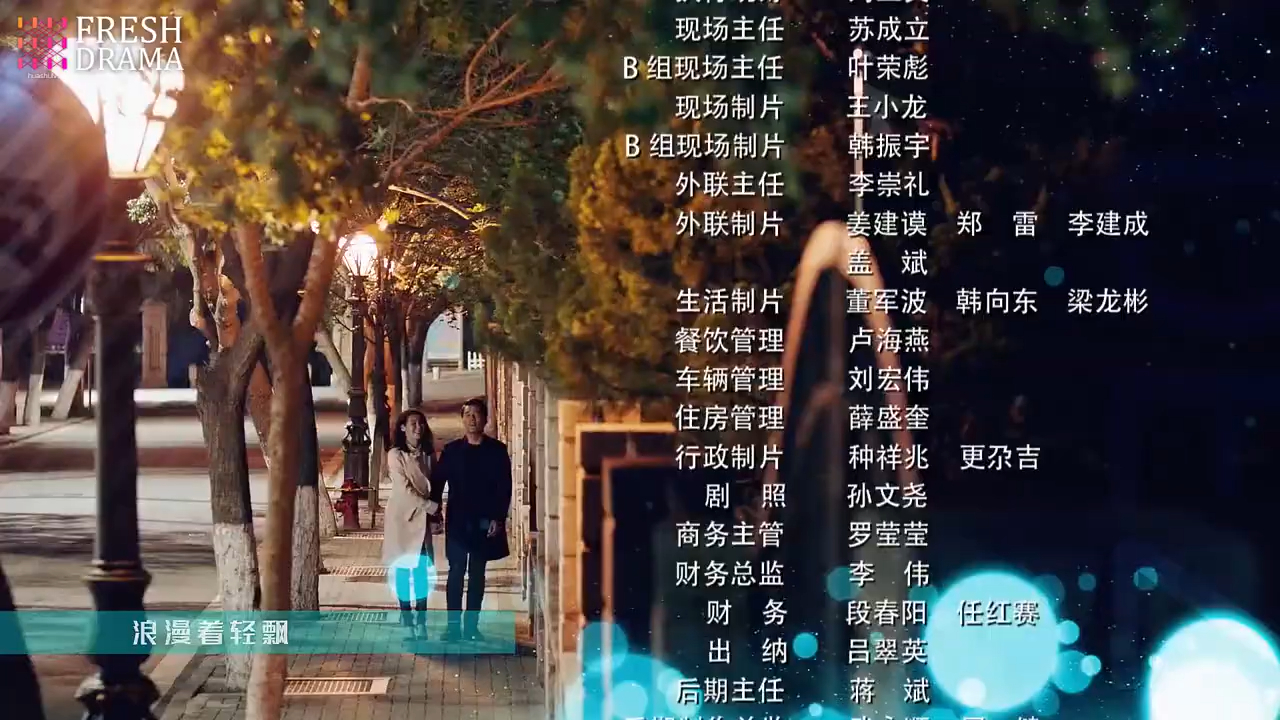 FRESH
DRAMA
huashi.tv
现场主任 苏成立
B 组现场主任 叶荣彪
现场制片 王小龙
B 组现场制片 韩振宇
外联主任 李崇礼
外联制片 姜建谟 郑 雷 李建成
盖 斌
生活制片 董军波 韩向东 梁龙彬
餐饮管理 卢海燕
车辆管理 刘宏伟
住房管理 薛盛奎
行政制片 种祥兆 更尕吉
剧 照 孙文尧
商务主管 罗莹莹
财务总监 李 伟
财 务 段春阳 任红赛
出 纳 吕翠英
后期主任 蒋 斌
浪漫着轻飘